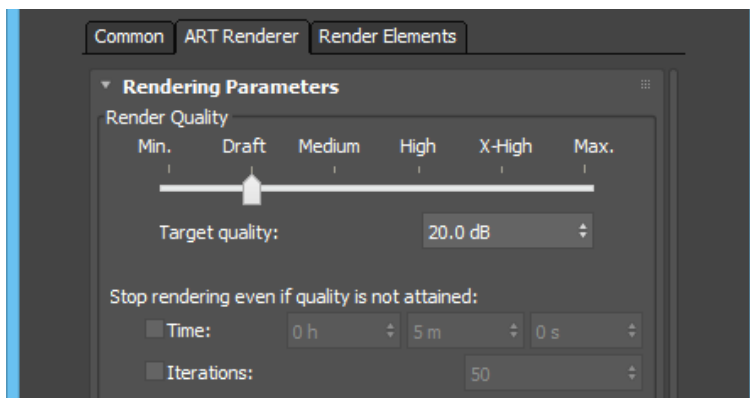 Common ART Renderer Render Elements
Rendering Parameters
Render Quality
Min. Draft Medium High X-High Max.
Target quality: 20.0 dB
Stop rendering even if quality is not attained:
Time: 0 h 5 m 0 s
Iterations: 50